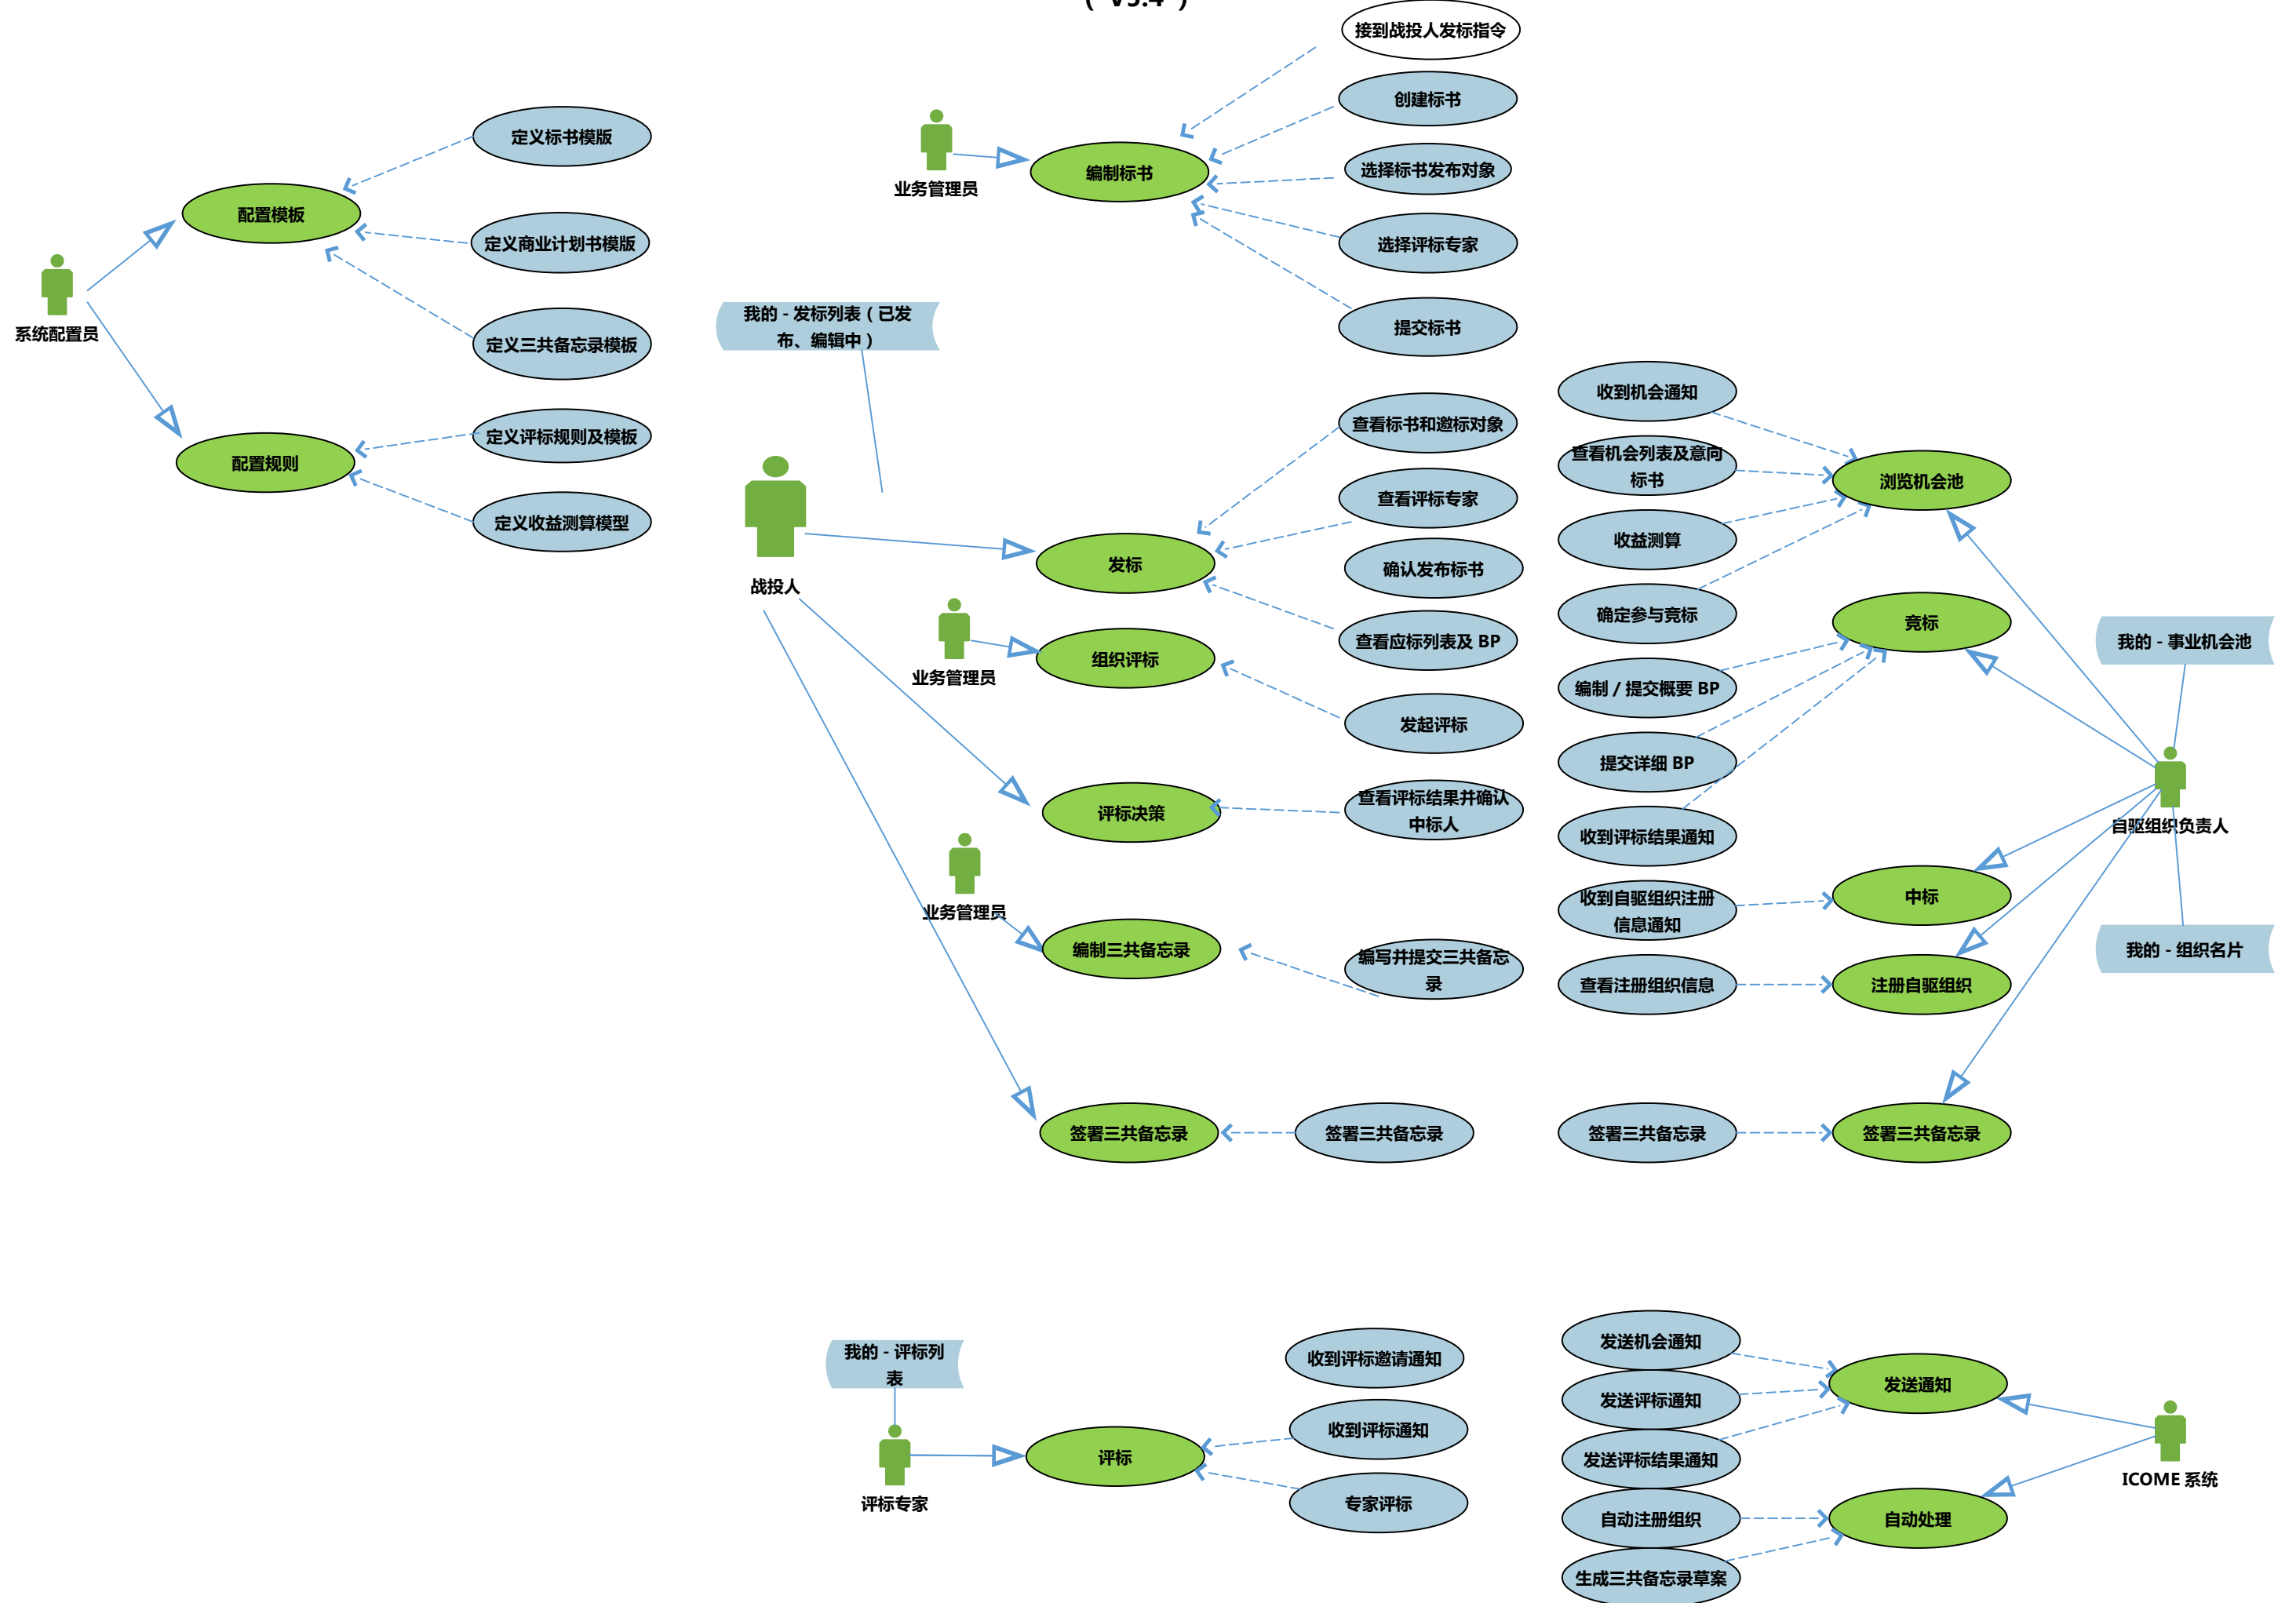 ( V5.4 )
接到战投人发标指令
创建标书
选择标书发布对象
选择评标专家
提交标书
编制标书
业务管理员
定义标书模版
定义商业计划书模版
定义三共备忘录模板
定义评标规则及模板
定义收益测算模型
配置模板
配置规则
系统配置员
我的 - 发标列表（已发
布、编辑中）
战投人
查看标书和邀标对象
查看评标专家
确认发布标书
查看应标列表及 BP
发标
业务管理员
组织评标
发起评标
评标决策
查看评标结果并确认
中标人
业务管理员
编制三共备忘录
编写并提交三共备忘
录
签署三共备忘录
签署三共备忘录
收到机会通知
查看机会列表及意向
标书
收益测算
确定参与竞标
浏览机会池
竞标
编制 / 提交概要 BP
提交详细 BP
收到评标结果通知
收到自驱组织注册
信息通知
中标
查看注册组织信息
注册自驱组织
签署三共备忘录
签署三共备忘录
我的 - 事业机会池
自驱组织负责人
我的 - 组织名片
我的 - 评标列
表
评标专家
评标
收到评标邀请通知
收到评标通知
专家评标
发送机会通知
发送评标通知
发送评标结果通知
自动注册组织
生成三共备忘录草案
发送通知
自动处理
ICOME 系统